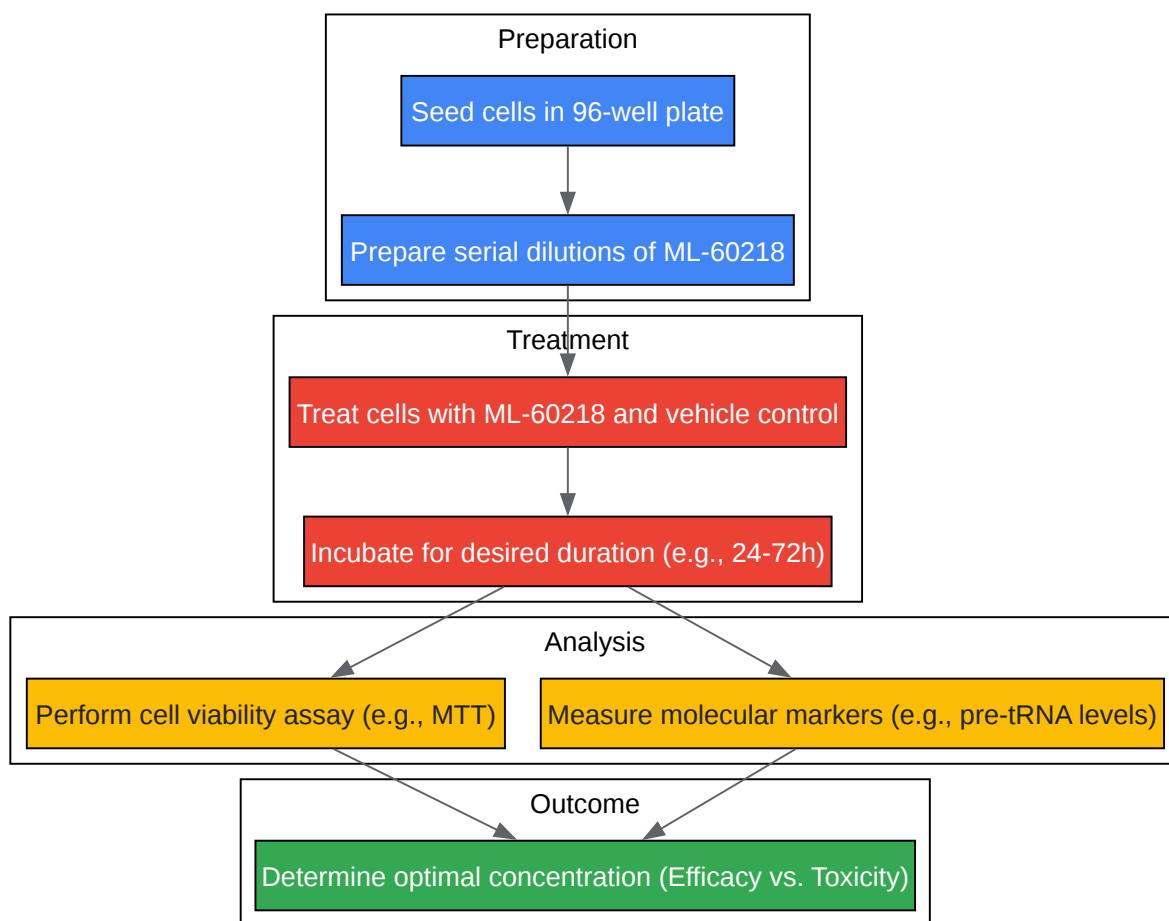 Preparation
Seed cells in 96-well plate
Prepare serial dilutions of ML-60218
Treatment
Treat cells with ML-60218 and vehicle control
Incubate for desired duration (e.g., 24-72h)
Analysis
Perform cell viability assay (e.g., MTT)
Measure molecular markers (e.g., pre-tRNA levels)
Outcome
Determine optimal concentration (Efficacy vs. Toxicity)